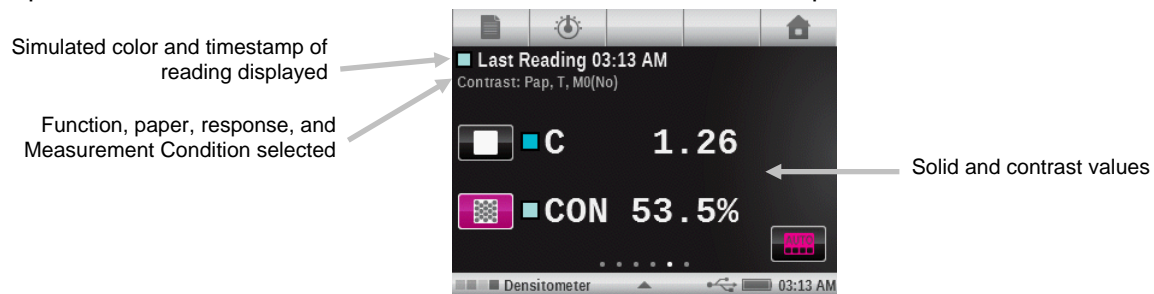 Simulated color and timestamp of
reading displayed
Function, paper, response, and
Measurement Condition selected
Last Reading 03:13 AM
Contrast: Pap, T, M0(No)
C 1.26
CON 53.5%
AUTO
Densitometer 03:13 AM
Solid and contrast values